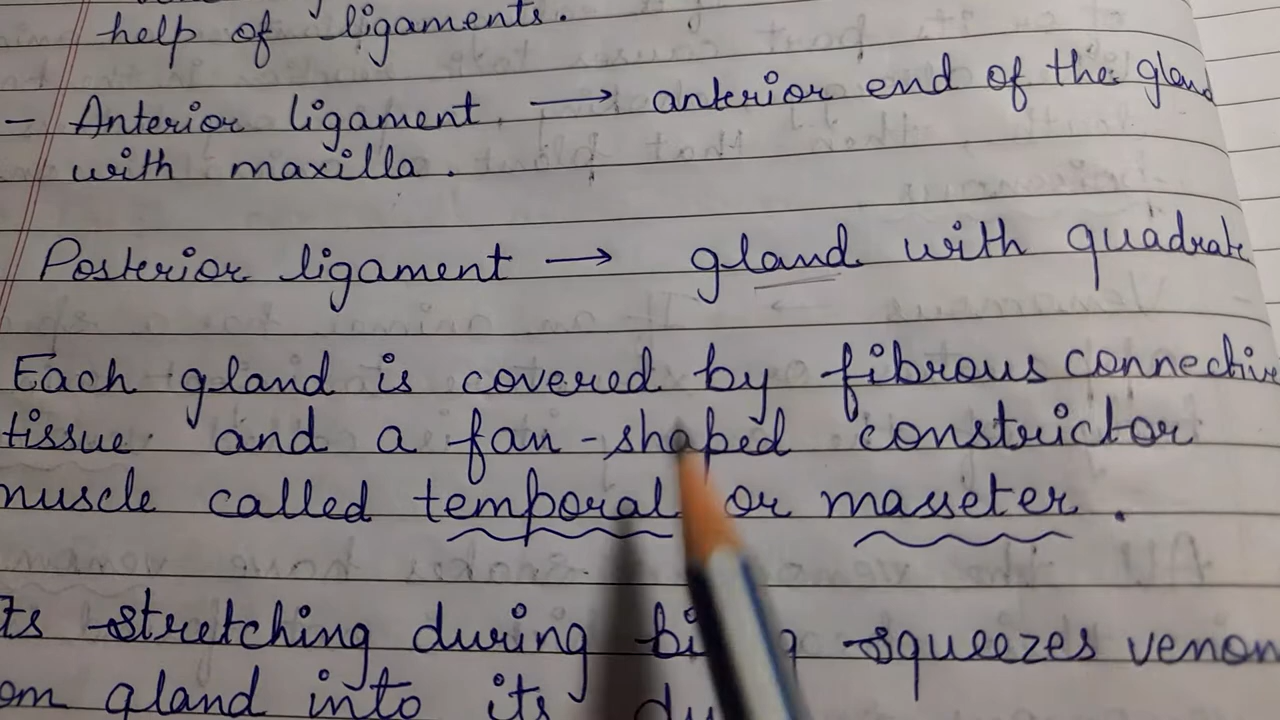 help of ligaments.
- Anterior ligament → anterior end of the gland
with maxilla.
Posterior ligament → gland with quadrate
Each gland is covered by fibrous connective
tissue and a fan-shaped constrictor
muscle called temporal or masseter.
stretching during squeezes venom
gland into its